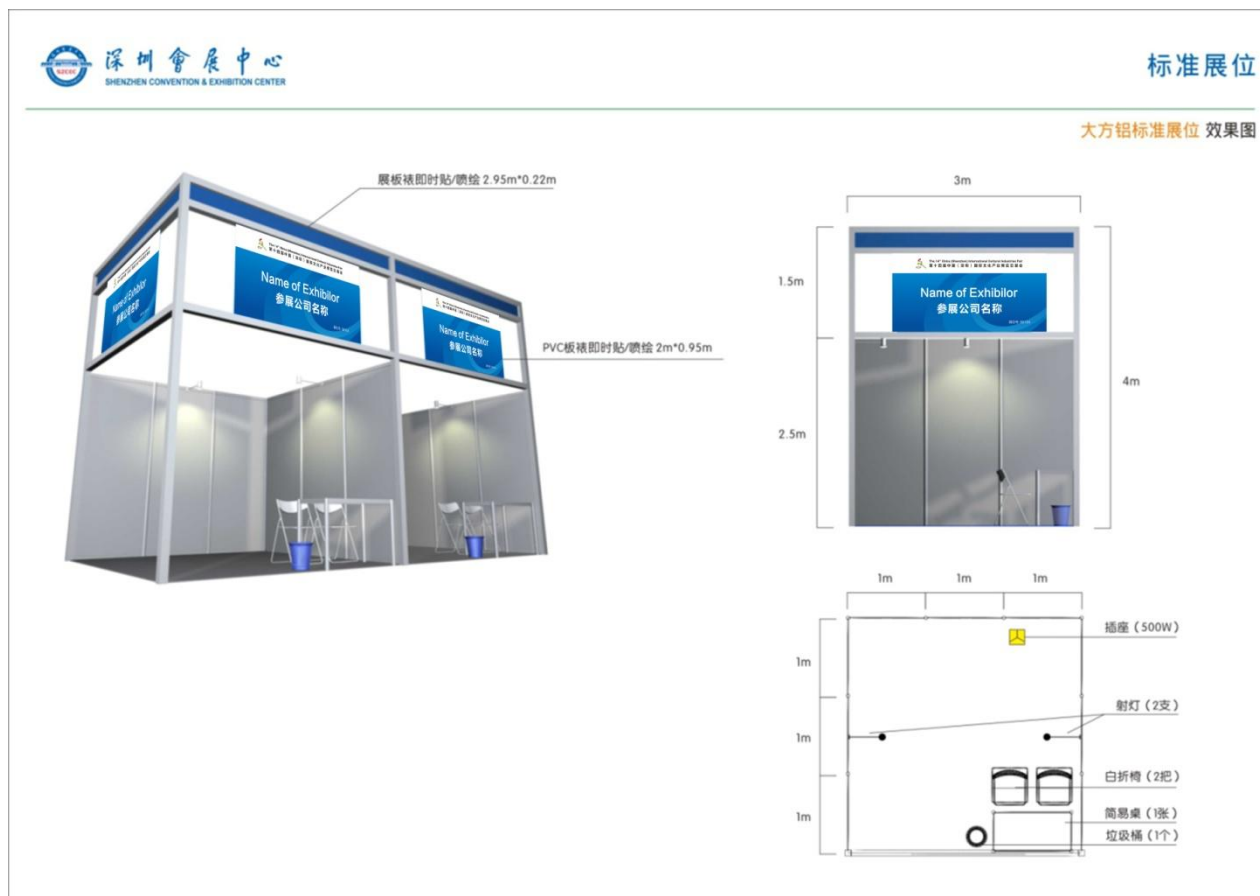 深圳會展中心
SHENZHEN CONVENTION & EXHIBITION CENTER
标准展位
大方铝标准展位 效果图
展板裱即时贴/喷绘 2.95m*0.22m
Name of Exhibilor
参展公司名称
Name of Exhibilor
参展公司名称
Name of Exhibilor
参展公司名称
PVC板裱即时贴/喷绘 2m*0.95m
3m
1.5m
Name of Exhibilor
参展公司名称
4m
2.5m
1m
1m
1m
插座（500W）
1m
射灯（2支）
1m
白折椅（2把）
简易桌（1张）
1m
垃圾桶（1个）